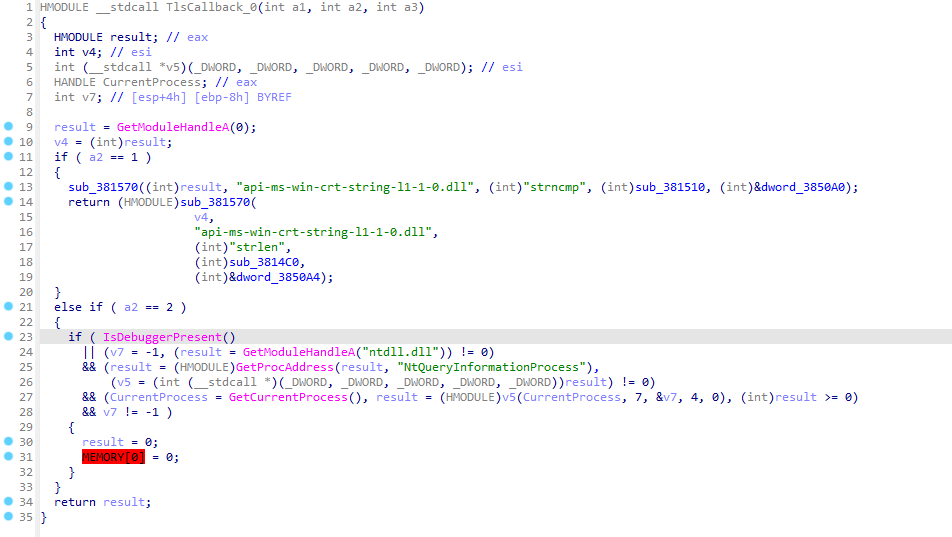 1 HMODULE __stdcall TlsCallback_0(int a1, int a2, int a3)
2 {
3 HMODULE result; // eax
4 int v4; // esi
5 int (__stdcall *v5)(_DWORD, _DWORD, _DWORD, _DWORD, _DWORD); // esi
6 HANDLE CurrentProcess; // eax
7 int v7; // [esp+4h] [ebp-8h] BYREF
8
9 result = GetModuleHandleA(0);
10 v4 = (int)result;
11 if ( a2 == 1 )
12 {
13 sub_381570((int)result, "api-ms-win-crt-string-l1-1-0.dll", (int)"strncmp", (int)sub_381510, (int)&dword_3850A0);
14 return (HMODULE)sub_381570(
15 v4,
16 "api-ms-win-crt-string-l1-1-0.dll",
17 (int)"strlen",
18 (int)sub_3814C0,
19 (int)&dword_3850A4);
20 }
21 else if ( a2 == 2 )
22 {
23 if ( IsDebuggerPresent()
24 || (v7 = -1, (result = GetModuleHandleA("ntdll.dll")) != 0)
25 && (result = (HMODULE)GetProcAddress(result, "NtQueryInformationProcess"),
26 (v5 = (int (__stdcall *)(_DWORD, _DWORD, _DWORD, _DWORD, _DWORD))result) != 0)
27 && (CurrentProcess = GetCurrentProcess(), result = (HMODULE)v5(CurrentProcess, 7, &v7, 4, 0), (int)result >= 0)
28 && v7 != -1 )
29 {
30 result = 0;
31 MEMORY[0] = 0;
32 }
33 }
34 return result;
35 }